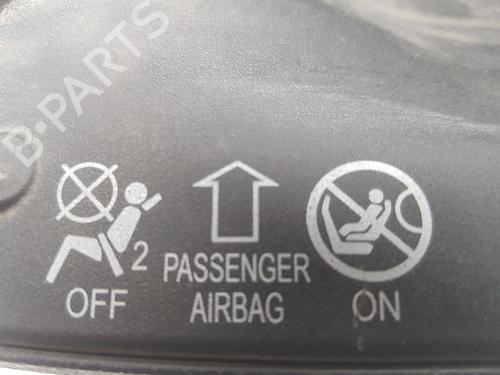 B-PARTS
2
PASSENGER
OFF
AIRBAG
ON